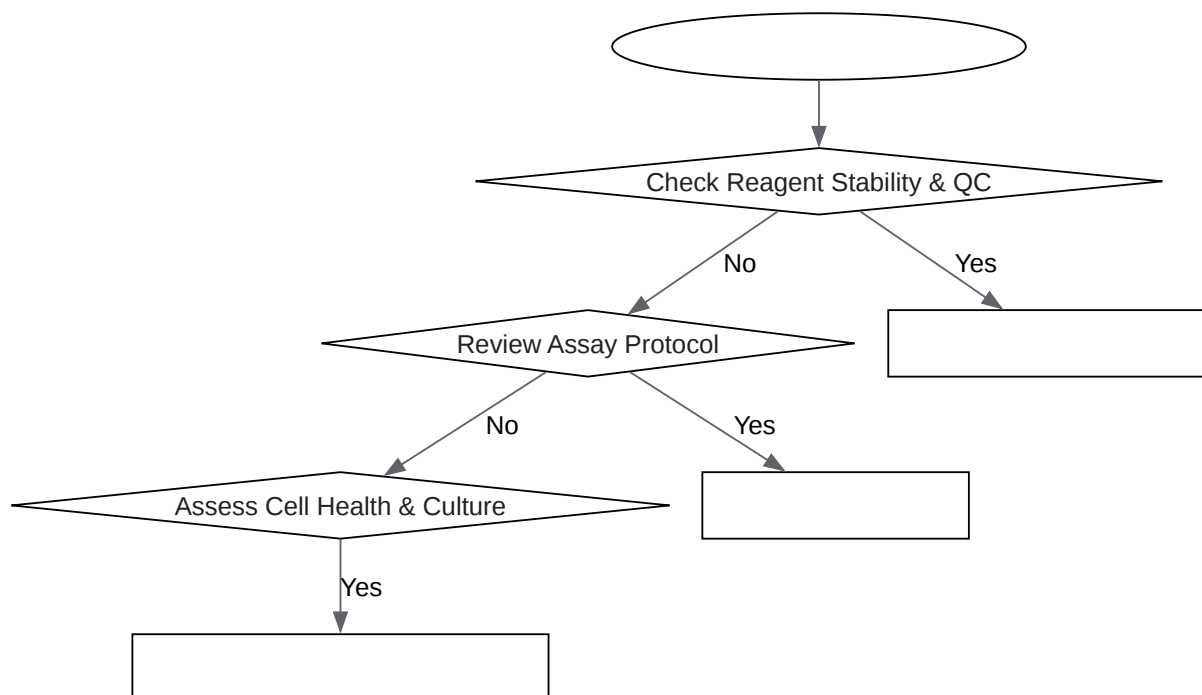 Check Reagent Stability & QC
No
Yes
Review Assay Protocol
No
Yes
Assess Cell Health & Culture
Yes